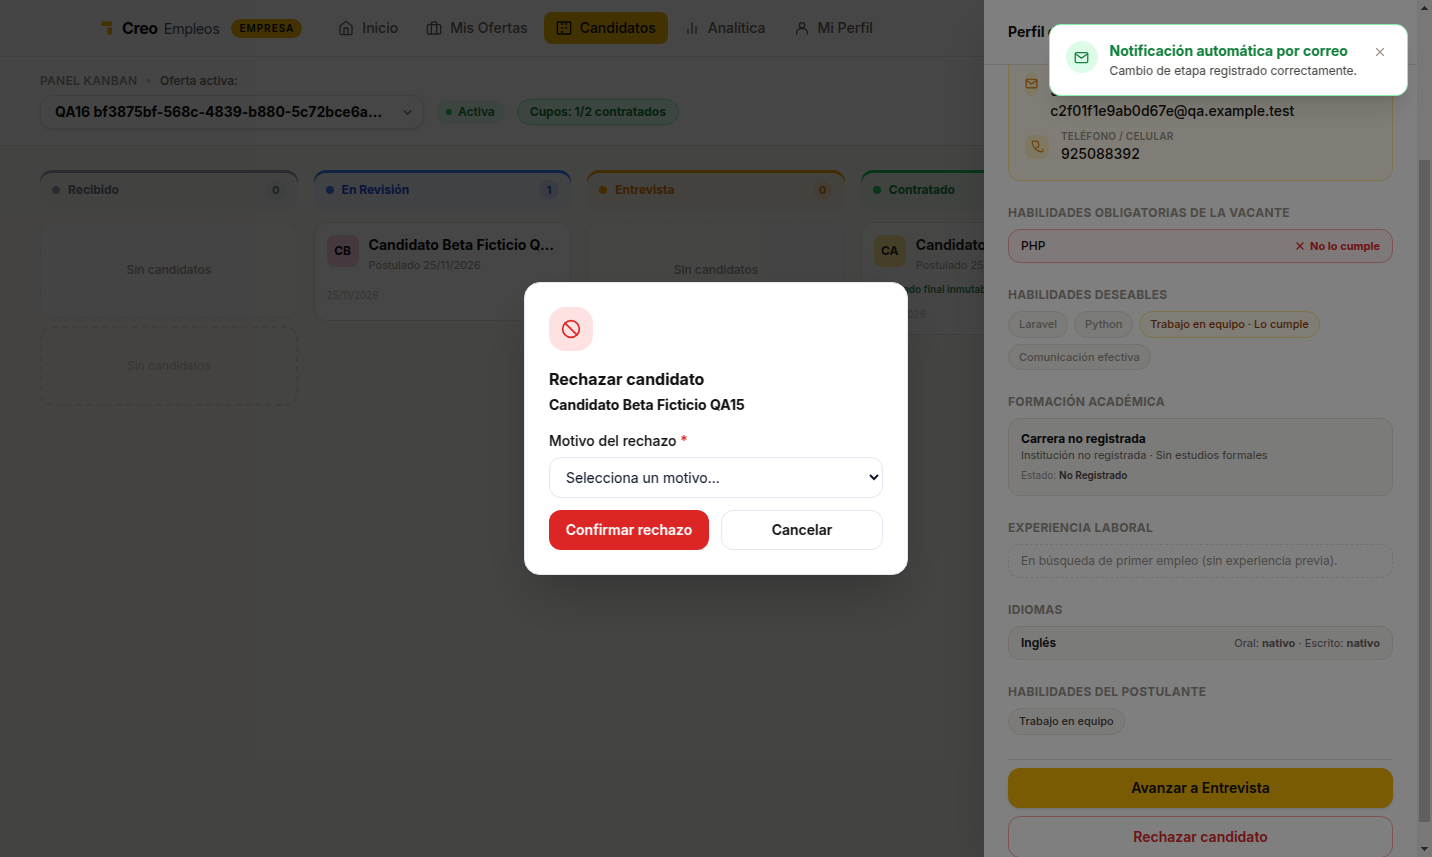 Creo Empleos EMPRESA
Inicio
Mis Ofertas
Candidatos
Analítica
Mi Perfil
PANEL KANBAN • Oferta activa:
QA16 bf3875bf-568c-4839-b880-5c72bce6a...
Activa
Cupos: 1/2 contratados
Recibido 0
En Revisión 1
Entrevista 0
Contratado
Sin candidatos
Sin candidatos
CB
Candidato Beta Ficticio Q...
Postulado 25/11/2026
25/11/2026
Sin candidatos
CA
Candidato
Postulado 25
do final inmutab
026
Rechazar candidato
Candidato Beta Ficticio QA15
Motivo del rechazo *
Selecciona un motivo...
Confirmar rechazo
Cancelar
Perfil
Notificación automática por correo
Cambio de etapa registrado correctamente.
c2f01f1e9ab0d67e@qa.example.test
TELÉFONO / CELULAR
925088392
HABILIDADES OBLIGATORIAS DE LA VACANTE
PHP
No lo cumple
HABILIDADES DESEABLES
Laravel
Python
Trabajo en equipo · Lo cumple
Comunicación efectiva
FORMACIÓN ACADÉMICA
Carrera no registrada
Institución no registrada · Sin estudios formales
Estado: No Registrado
EXPERIENCIA LABORAL
En búsqueda de primer empleo (sin experiencia previa).
IDIOMAS
Inglés
Oral: nativo · Escrito: nativo
HABILIDADES DEL POSTULANTE
Trabajo en equipo
Avanzar a Entrevista
Rechazar candidato